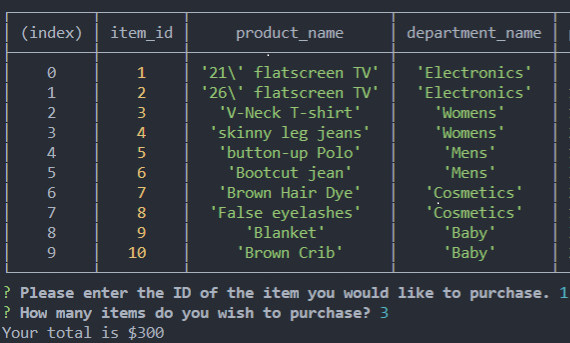 (index) item_id product_name department_name
0 1 '21\' flatscreen TV' 'Electronics'
1 2 '26\' flatscreen TV' 'Electronics'
2 3 'V-Neck T-shirt' 'Womens'
3 4 'skinny leg jeans' 'Womens'
4 5 'button-up Polo' 'Mens'
5 6 'Bootcut jean' 'Mens'
6 7 'Brown Hair Dye' 'Cosmetics'
7 8 'False eyelashes' 'Cosmetics'
8 9 'Blanket' 'Baby'
9 10 'Brown Crib' 'Baby'
? Please enter the ID of the item you would like to purchase. 1
? How many items do you wish to purchase? 3
Your total is $300